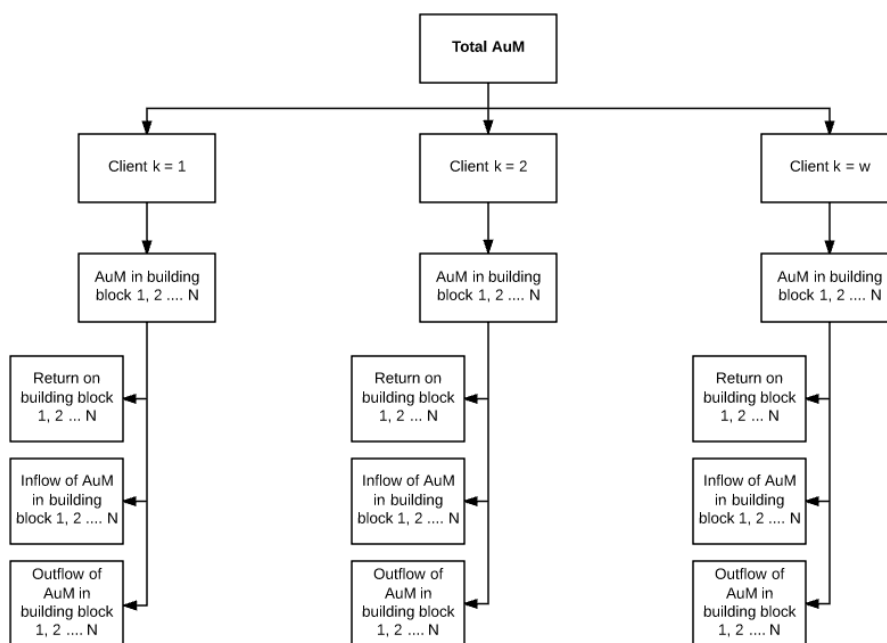 Total AuM
Client k = 1
Client k = 2
Client k = w
AuM in building
block 1, 2 .... N
AuM in building
block 1, 2 .... N
AuM in building
block 1, 2 .... N
Return on
building block
1, 2 ... N
Return on
building block
1, 2 ... N
Return on
building block
1, 2 ... N
Inflow of AuM
in building
block 1, 2 .... N
Inflow of AuM
in building
block 1, 2 .... N
Inflow of AuM
in building
block 1, 2 .... N
Outflow of
AuM in
building block
1, 2 .... N
Outflow of
AuM in
building block
1, 2 .... N
Outflow of
AuM in
building block
1, 2 .... N